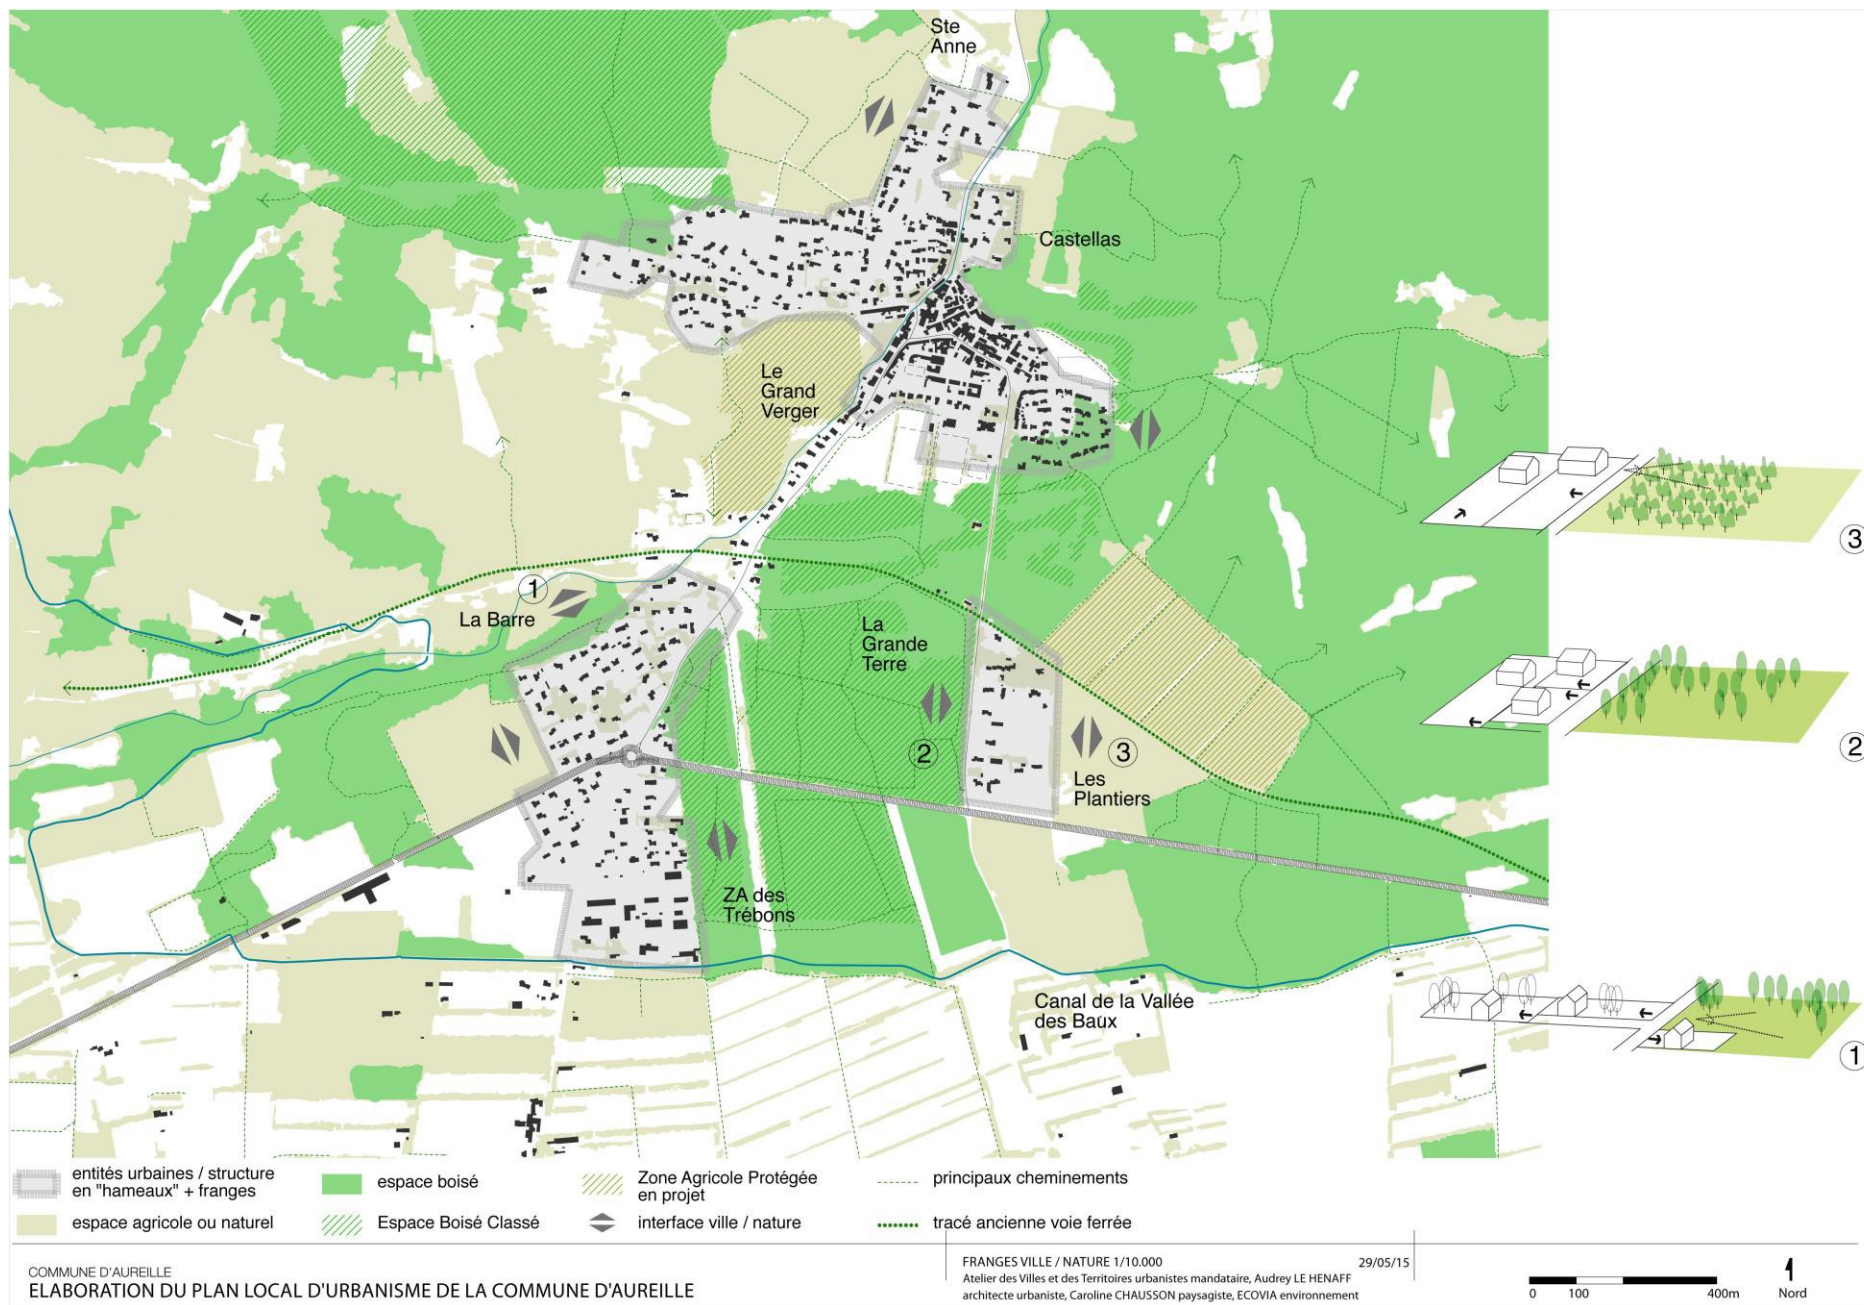 Ste
Anne
Castellas
Le
Grand
Verger
3
1
La Barre
La
Grande
Terre
2
3
Les
Plantiers
2
ZA des
Trébons
Canal de la Vallée
des Baux
1
entités urbaines / structure
en "hameaux" + franges
espace boisé
Zone Agricole Protégée
en projet
principaux cheminements
espace agricole ou naturel
Espace Boisé Classé
interface ville / nature
tracé ancienne voie ferrée
COMMUNE D'AUREILLE
ELABORATION DU PLAN LOCAL D'URBANISME DE LA COMMUNE D'AUREILLE
FRANGES VILLE / NATURE 1/10.000
29/05/15
Atelier des Villes et des Territoires urbanistes mandataire, Audrey LE HENAFF
architecte urbaniste, Caroline CHAUSSON paysagiste, ECOVIA environnement
0 100 400m
Nord